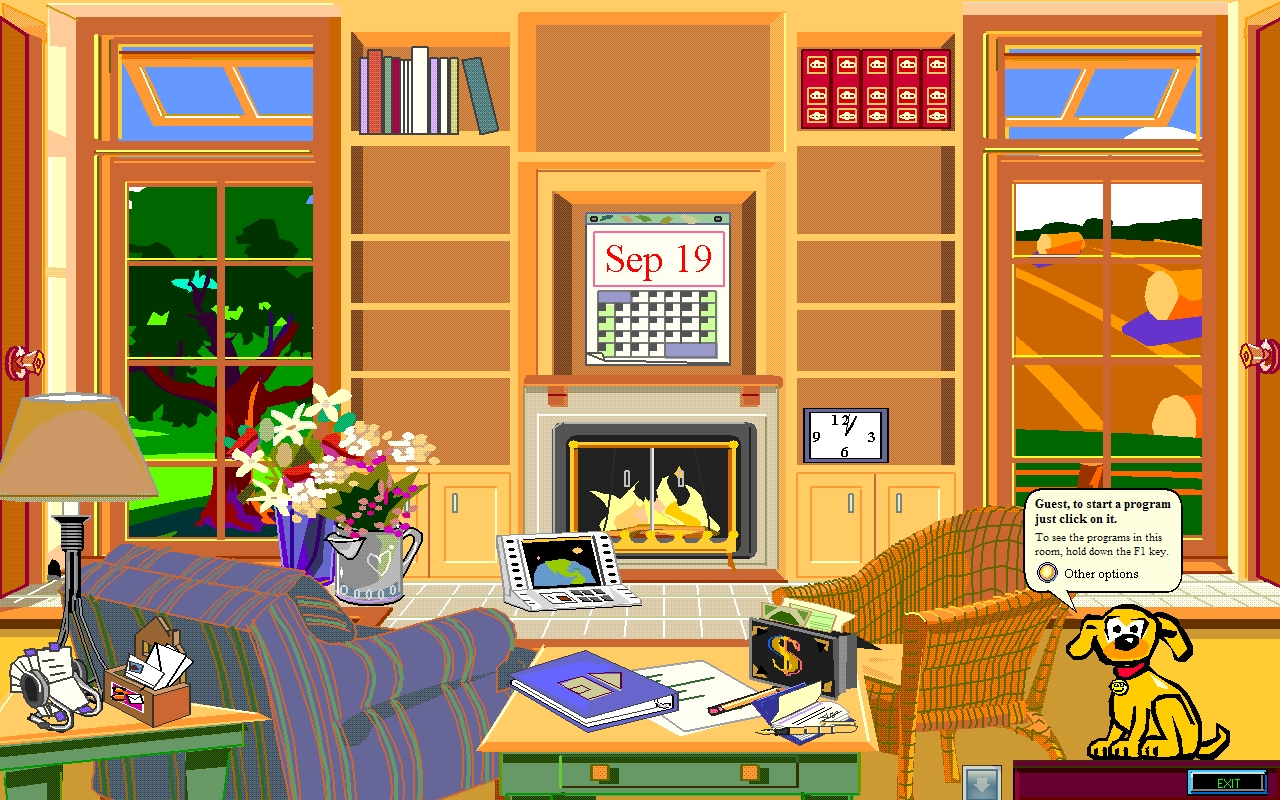 Sep 19
12
9 3
6
Guest, to start a program
just click on it.
To see the programs in this
room, hold down the F1 key.
Other options
$
EXIT